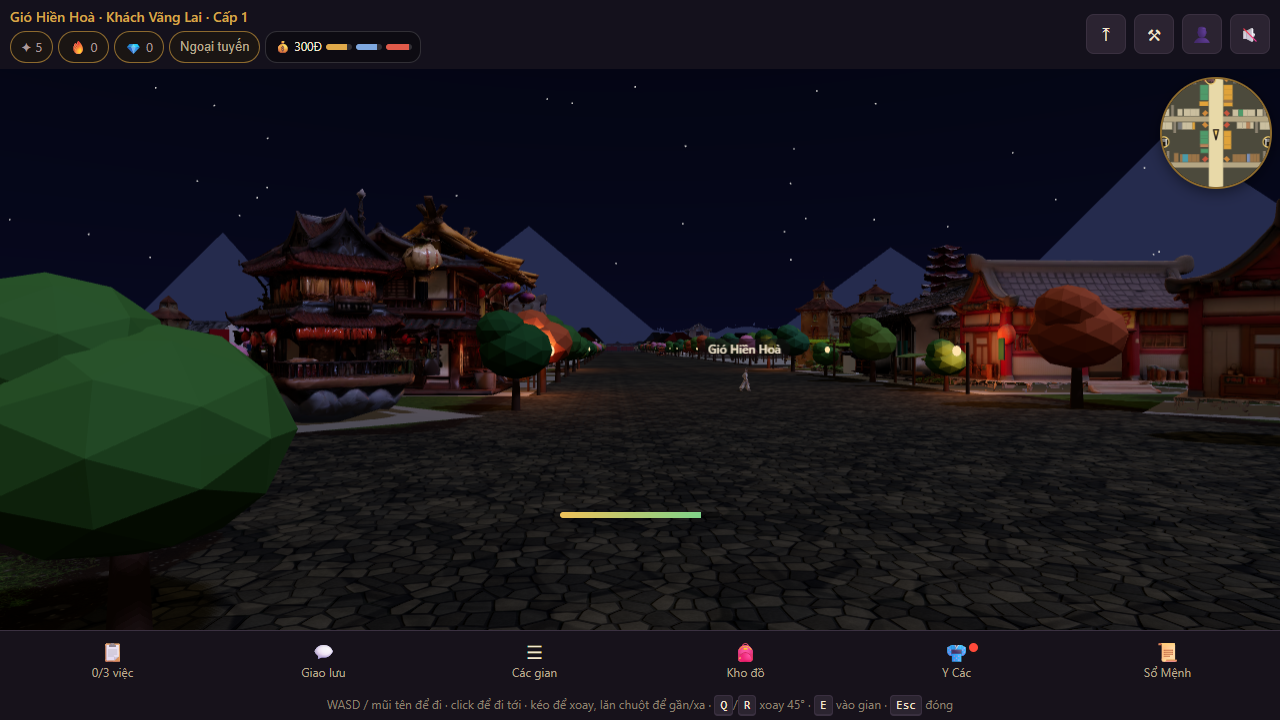 Gió Hiền Hoà · Khách Vãng Lai · Cấp 1
5
0
0
Ngoại tuyến
300Đ
Gió Hiền Hoà
0/3 việc
Giao lưu
Các gian
Kho đồ
Y Các
Sổ Mệnh
WASD / mũi tên để đi · click để đi tới · kéo để xoay, lăn chuột để gần/xa · Q / R xoay 45° · E vào gian · Esc đóng